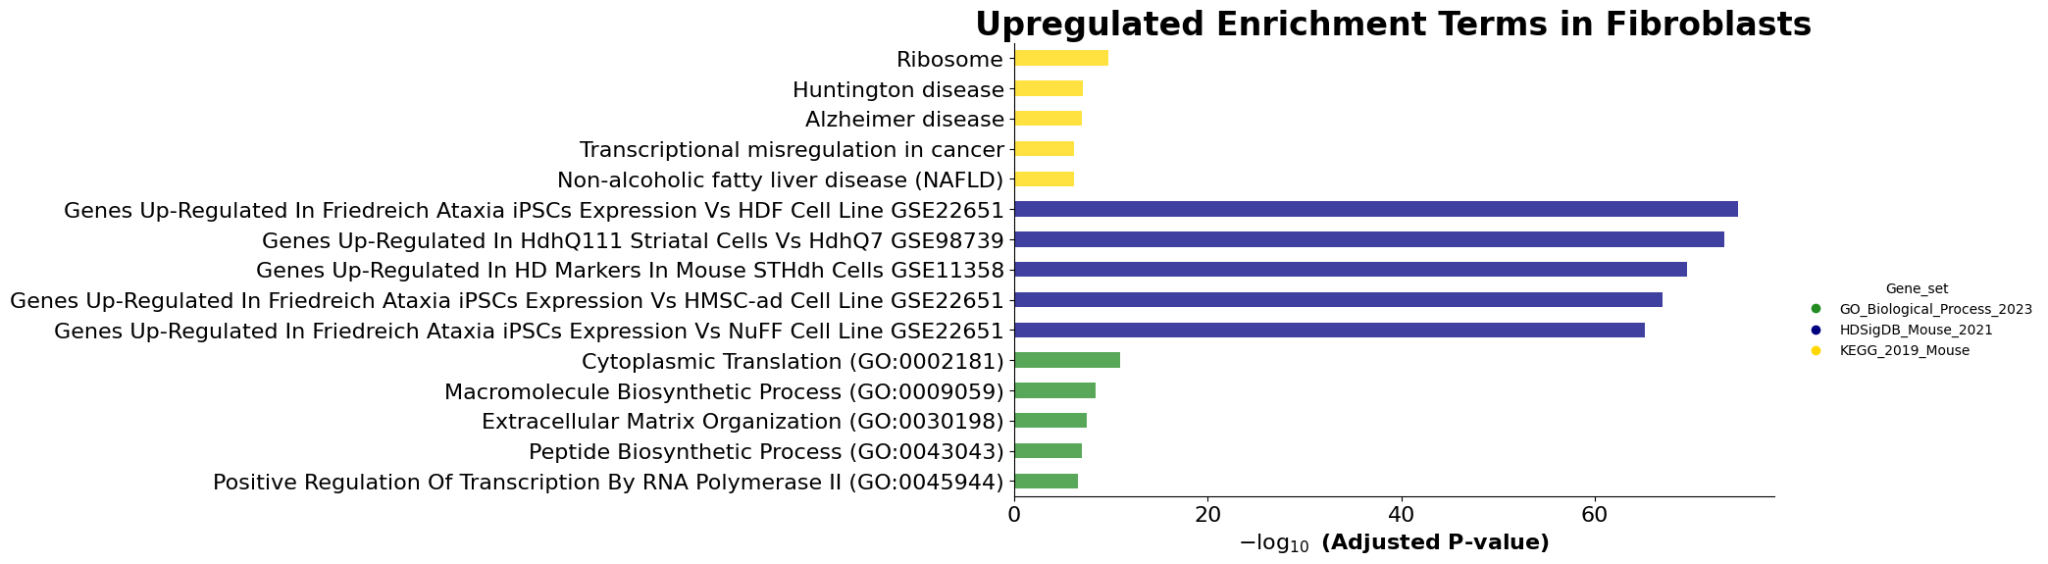 Upregulated Enrichment Terms in Fibroblasts
Ribosome
Huntington disease
Alzheimer disease
Transcriptional misregulation in cancer
Non-alcoholic fatty liver disease (NAFLD)
Genes Up-Regulated In Friedreich Ataxia iPSCs Expression Vs HDF Cell Line GSE22651
Genes Up-Regulated In HdhQ111 Striatal Cells Vs HdhQ7 GSE98739
Genes Up-Regulated In HD Markers In Mouse STHdh Cells GSE11358
Genes Up-Regulated In Friedreich Ataxia iPSCs Expression Vs HMSC-ad Cell Line GSE22651
Genes Up-Regulated In Friedreich Ataxia iPSCs Expression Vs NuFF Cell Line GSE22651
Cytoplasmic Translation (GO:0002181)
Macromolecule Biosynthetic Process (GO:0009059)
Extracellular Matrix Organization (GO:0030198)
Peptide Biosynthetic Process (GO:0043043)
Positive Regulation Of Transcription By RNA Polymerase II (GO:0045944)
0 20 40 60
−log₁₀ (Adjusted P-value)
Gene_set
GO_Biological_Process_2023
HDSigDB_Mouse_2021
KEGG_2019_Mouse